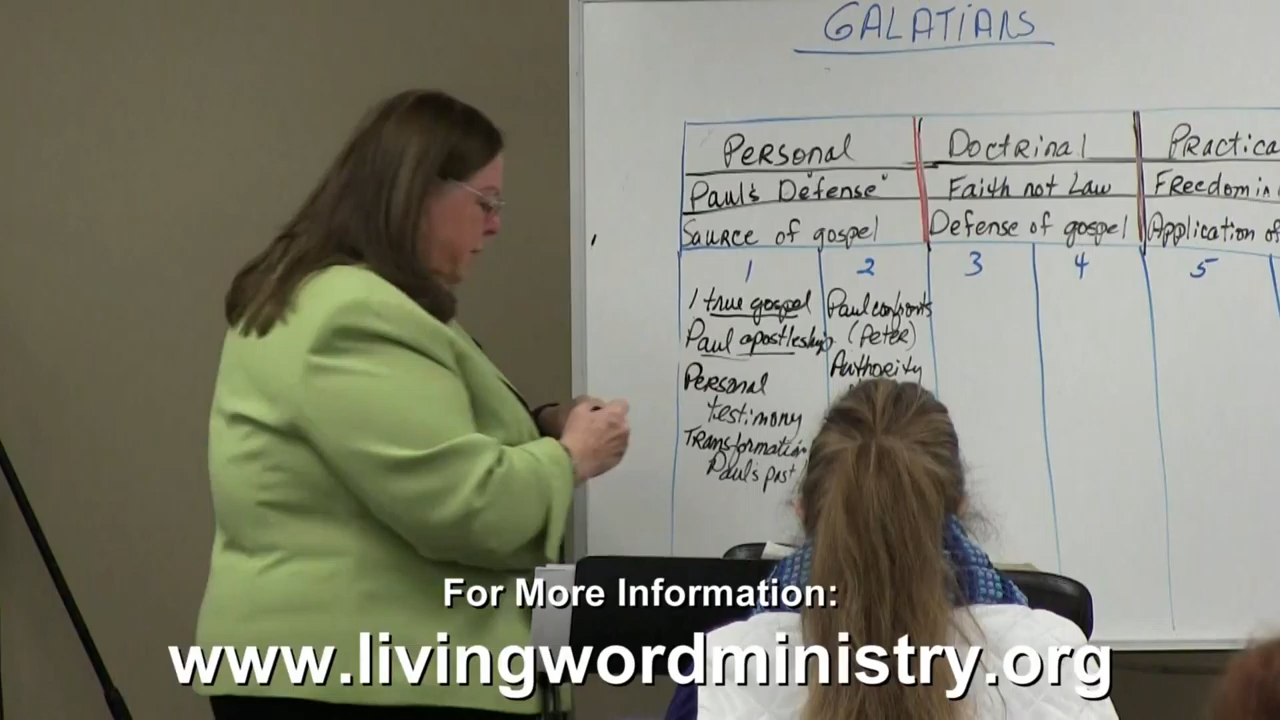 GALATIANS
Personal Doctrinal Practica
Paul's Defense Faith not Law Freedom in
Source of gospel Defense of gospel Application of
1 2 3 4 5
1 true gospel Paul confronts
Paul apostleship (Peter)
Authority
Personal
testimony
Transformation
Paul's past
For More Information:
www.livingwordministry.org